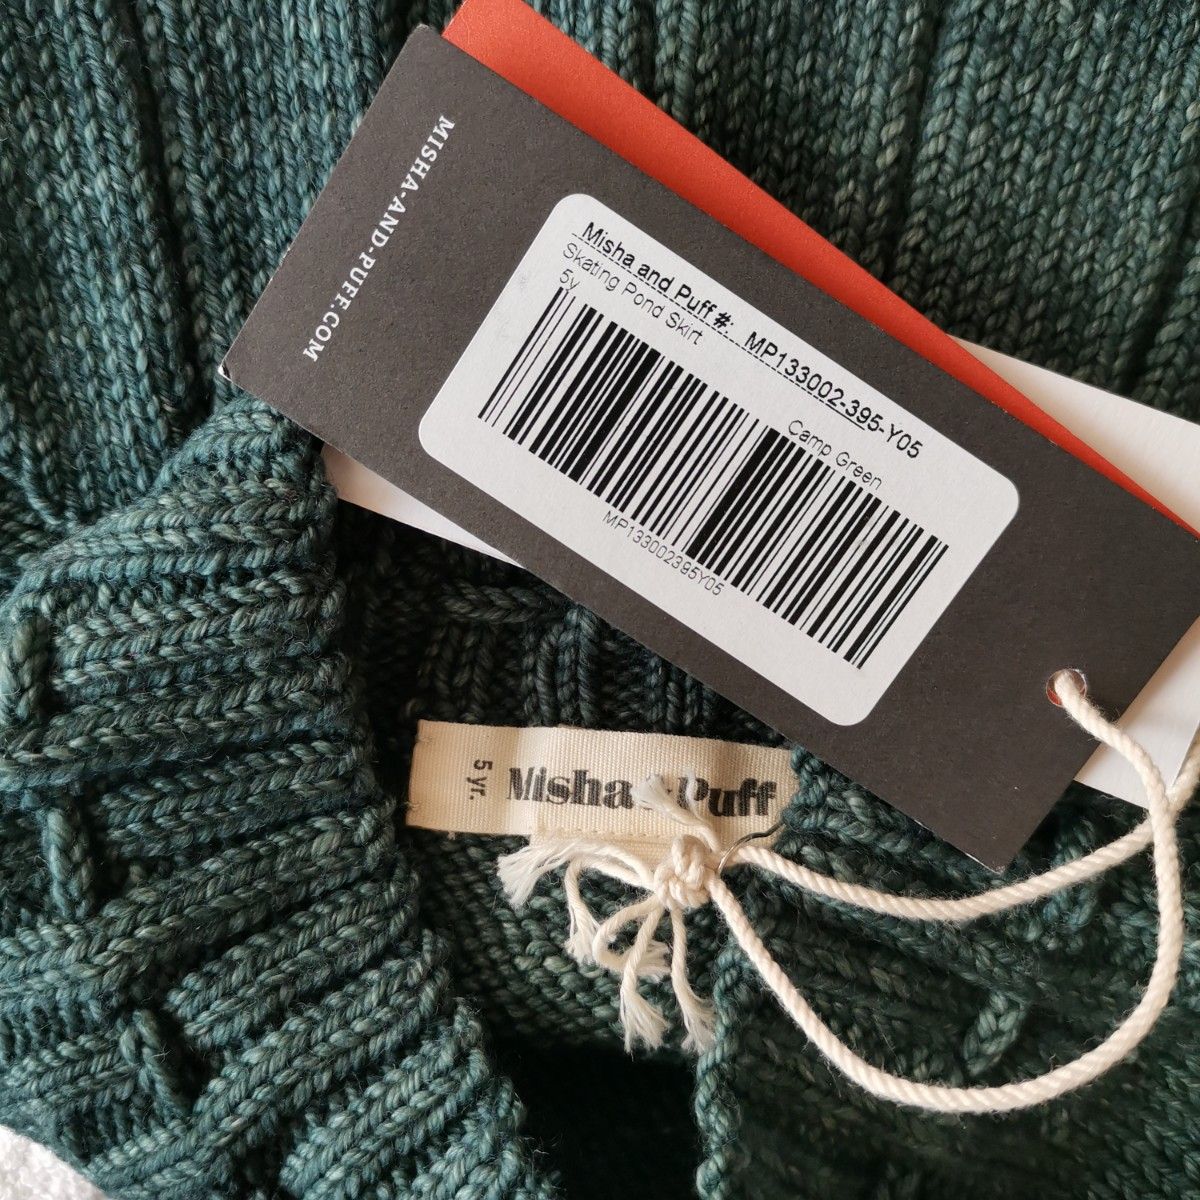 MISHA-AND-PUFF.COM
Misha and Puff #: MP133002-395-Y05
Skating Pond Skirt
5y
Camp Green
MP133002395Y05
5 yr.
Misha & Puff